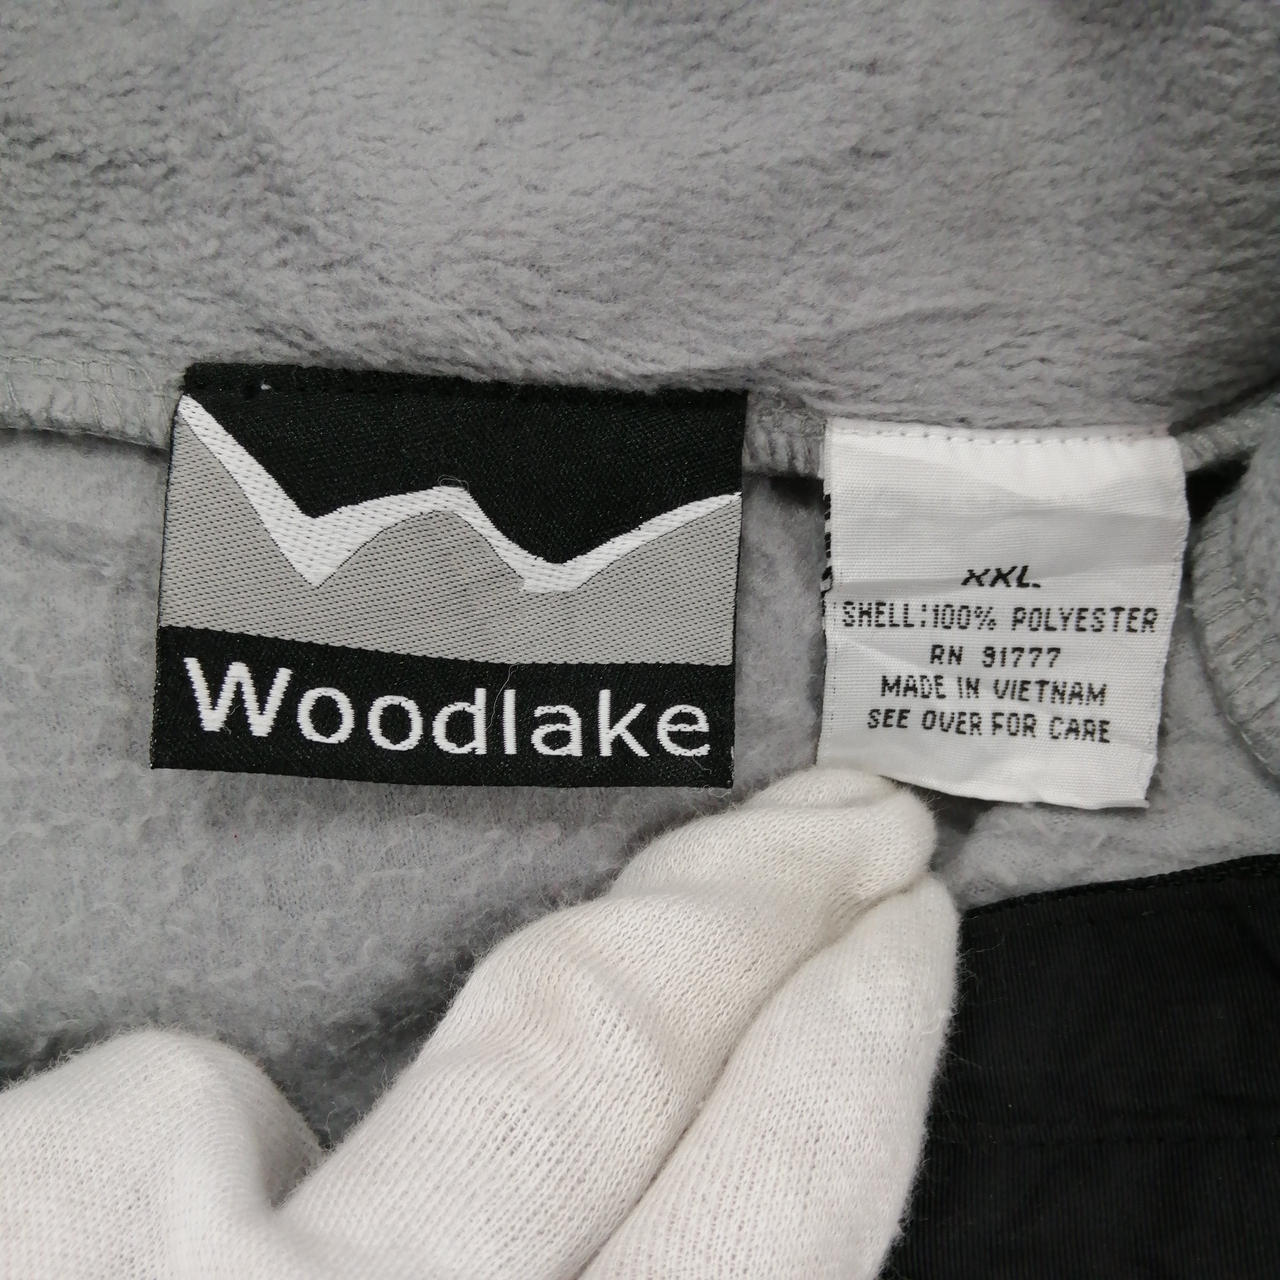 Woodlake
XXL
SHELL:100% POLYESTER
RN 91777
MADE IN VIETNAM
SEE OVER FOR CARE